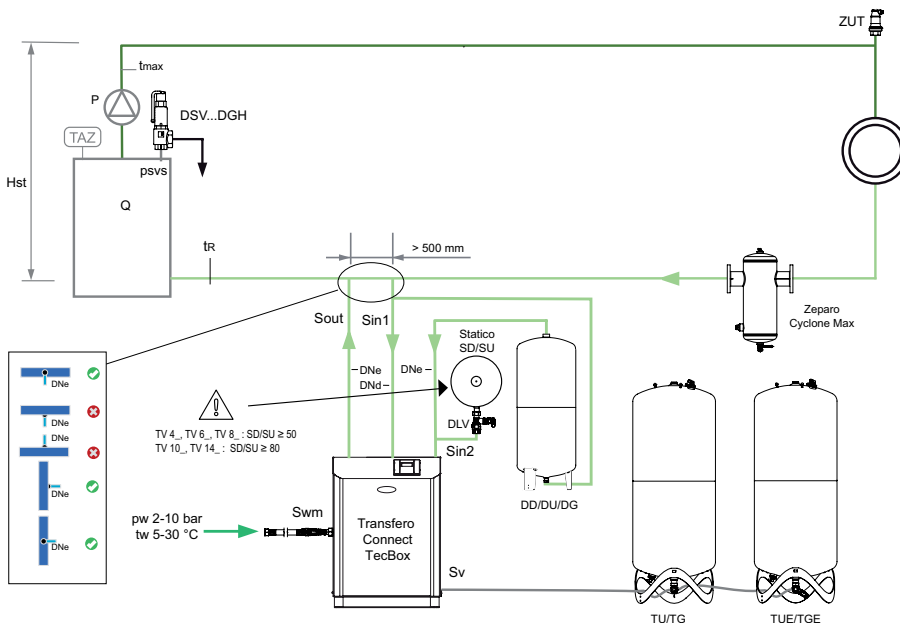 ZUT
tmax
P
DSV...DGH
TAZ
psvs
Hst
Q
tR
> 500 mm
Zeparo
Cyclone Max
Sout
Sin1
Statico
SD/SU
DNe
DNd
DNe
DLV
Sin2
TV 4_, TV 6_, TV 8_ : SD/SU ≥ 50
TV 10_, TV 14_ : SD/SU ≥ 80
DNe
DNe
DNe
DNe
DNe
DD/DU/DG
pw 2-10 bar
tw 5-30 °C
Swm
Transfero
Connect
TecBox
Sv
TU/TG
TUE/TGE